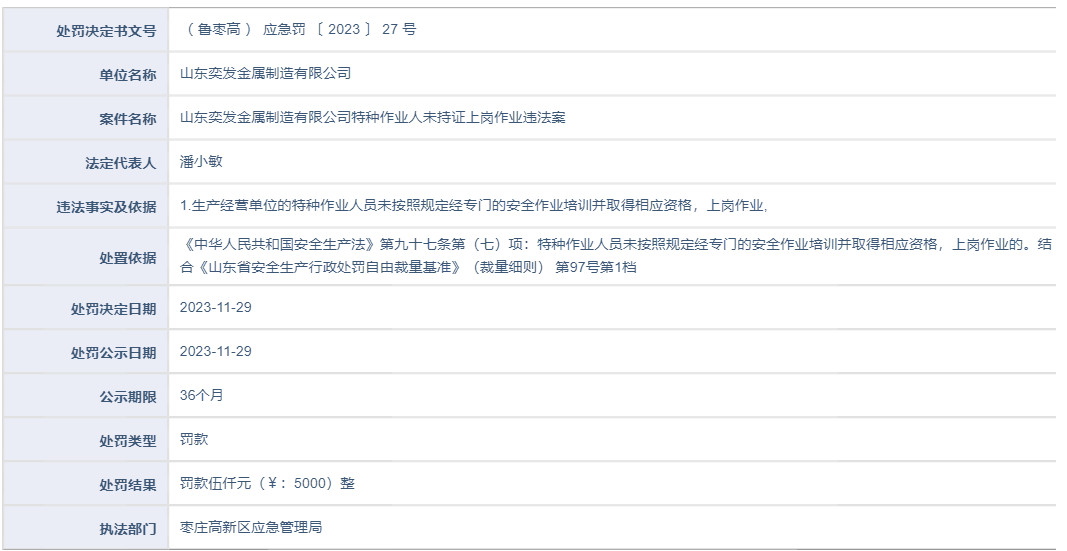 处罚决定书文号 （ 鲁枣高 ） 应急罚 〔 2023 〕 27 号
单位名称 山东奕发金属制造有限公司
案件名称 山东奕发金属制造有限公司特种作业人未持证上岗作业违法案
法定代表人 潘小敏
违法事实及依据 1.生产经营单位的特种作业人员未按照规定经专门的安全作业培训并取得相应资格，上岗作业,
处置依据 《中华人民共和国安全生产法》第九十七条第（七）项：特种作业人员未按照规定经专门的安全作业培训并取得相应资格，上岗作业的。结
合《山东省安全生产行政处罚自由裁量基准》（裁量细则） 第97号第1档
处罚决定日期 2023-11-29
处罚公示日期 2023-11-29
公示期限 36个月
处罚类型 罚款
处罚结果 罚款伍仟元（￥：5000）整
执法部门 枣庄高新区应急管理局